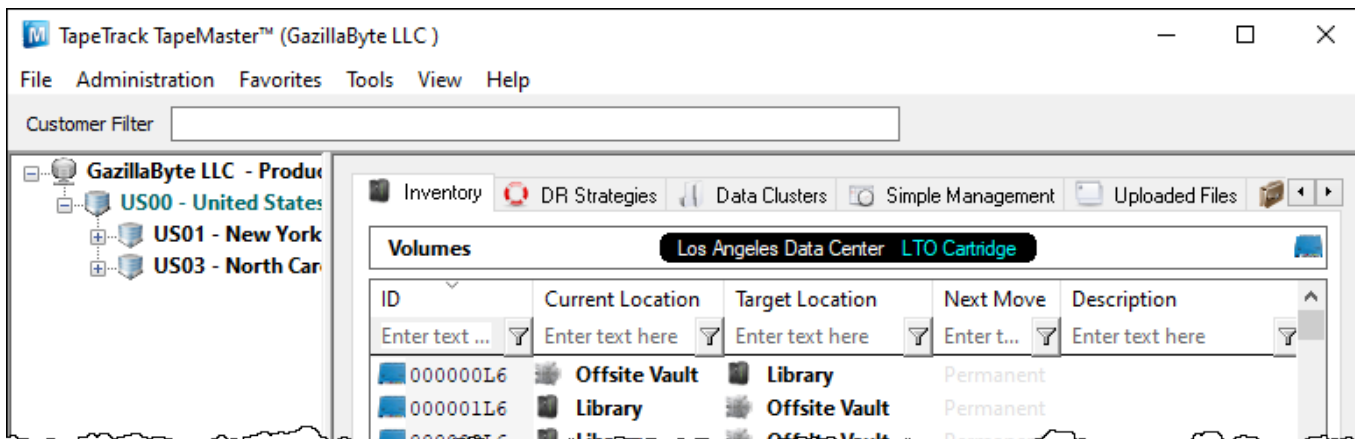 TapeTrack TapeMaster™ (GazillaByte LLC )
File Administration Favorites Tools View Help
Customer Filter
GazillaByte LLC - Produc
US00 - United States
US01 - New York
US03 - North Car
Inventory DR Strategies Data Clusters Simple Management Uploaded Files
Volumes Los Angeles Data Center LTO Cartridge
ID Current Location Target Location Next Move Description
Enter text ... Enter text here Enter text here Enter t... Enter text here
000000L6 Offsite Vault Library Permanent
000001L6 Library Offsite Vault Permanent